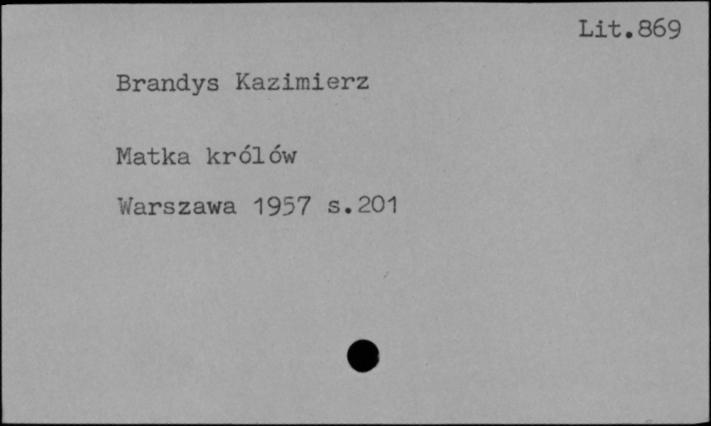 Lit.869
Brandys Kazimierz
Matka królów
Warszawa 1957 s.201